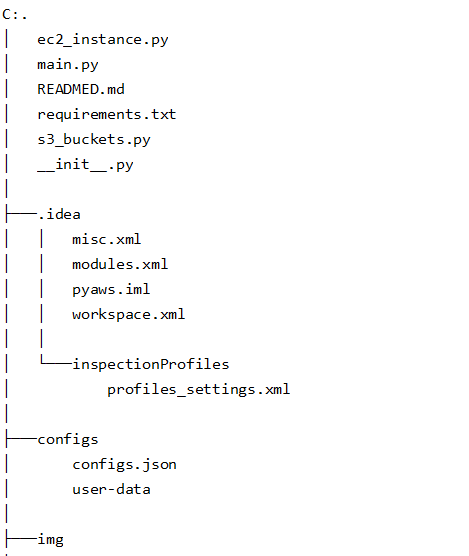 C:.
│   ec2_instance.py
│   main.py
│   READMED.md
│   requirements.txt
│   s3_buckets.py
│   __init__.py
│
├───.idea
│   │   misc.xml
│   │   modules.xml
│   │   pyaws.iml
│   │   workspace.xml
│   │
│   └───inspectionProfiles
│           profiles_settings.xml
│
├───configs
│       configs.json
│       user-data
│
├───img